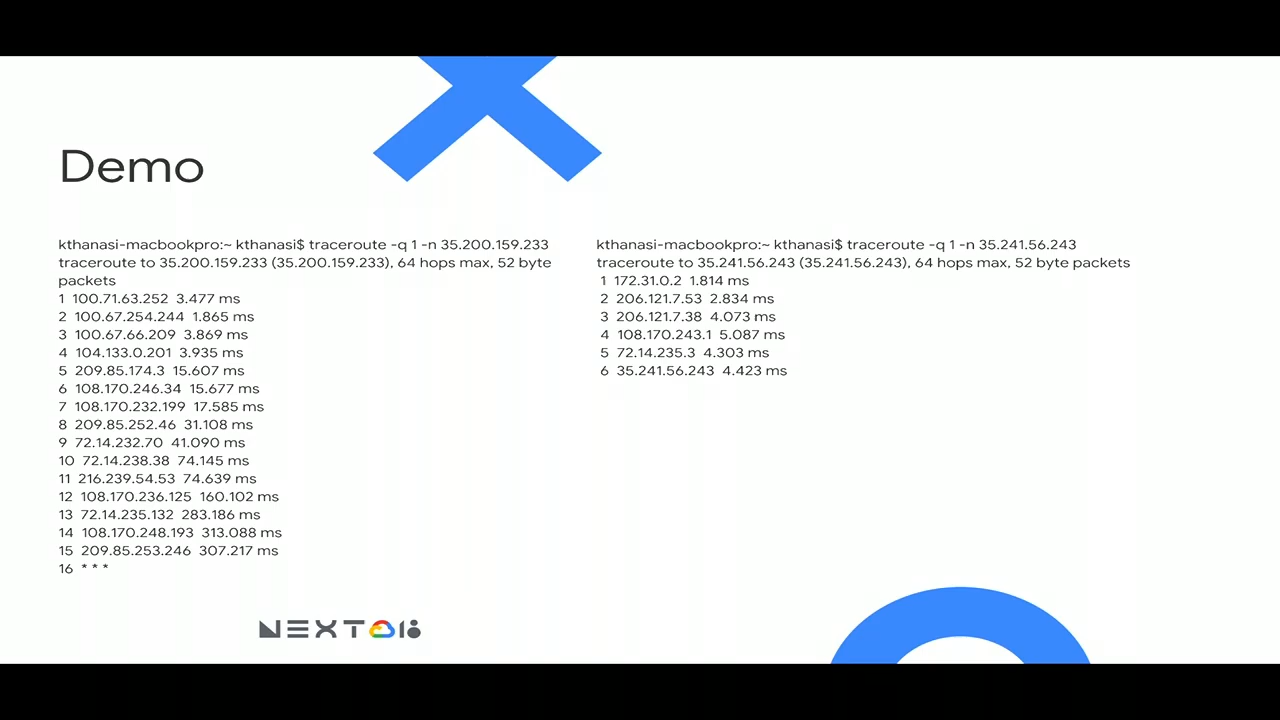 Demo
kthanasi-macbookpro:~ kthanasi$ traceroute -q 1 -n 35.200.159.233
traceroute to 35.200.159.233 (35.200.159.233), 64 hops max, 52 byte
packets
1 100.71.63.252 3.477 ms
2 100.67.254.244 1.865 ms
3 100.67.66.209 3.869 ms
4 104.133.0.201 3.935 ms
5 209.85.174.3 15.607 ms
6 108.170.246.34 15.677 ms
7 108.170.232.199 17.585 ms
8 209.85.252.46 31.108 ms
9 72.14.232.70 41.090 ms
10 72.14.238.38 74.145 ms
11 216.239.54.53 74.639 ms
12 108.170.236.125 160.102 ms
13 72.14.235.132 283.186 ms
14 108.170.248.193 313.088 ms
15 209.85.253.246 307.217 ms
16 * * *
kthanasi-macbookpro:~ kthanasi$ traceroute -q 1 -n 35.241.56.243
traceroute to 35.241.56.243 (35.241.56.243), 64 hops max, 52 byte packets
1 172.31.0.2 1.814 ms
2 206.121.7.53 2.834 ms
3 206.121.7.38 4.073 ms
4 108.170.243.1 5.087 ms
5 72.14.235.3 4.303 ms
6 35.241.56.243 4.423 ms
NEXT 18